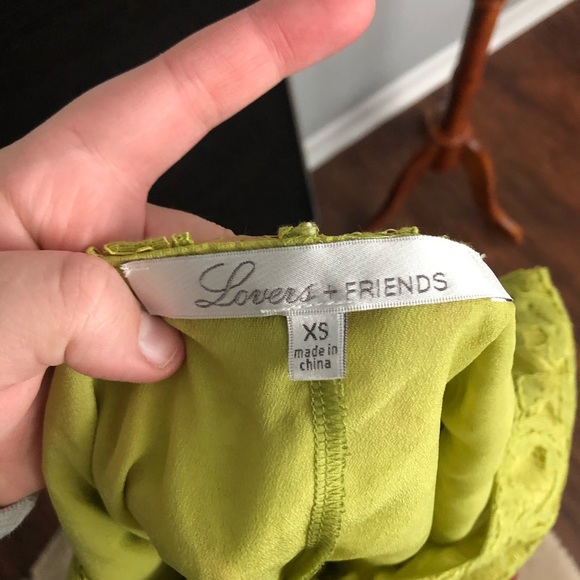 Lovers + FRIENDS
XS
made in
china